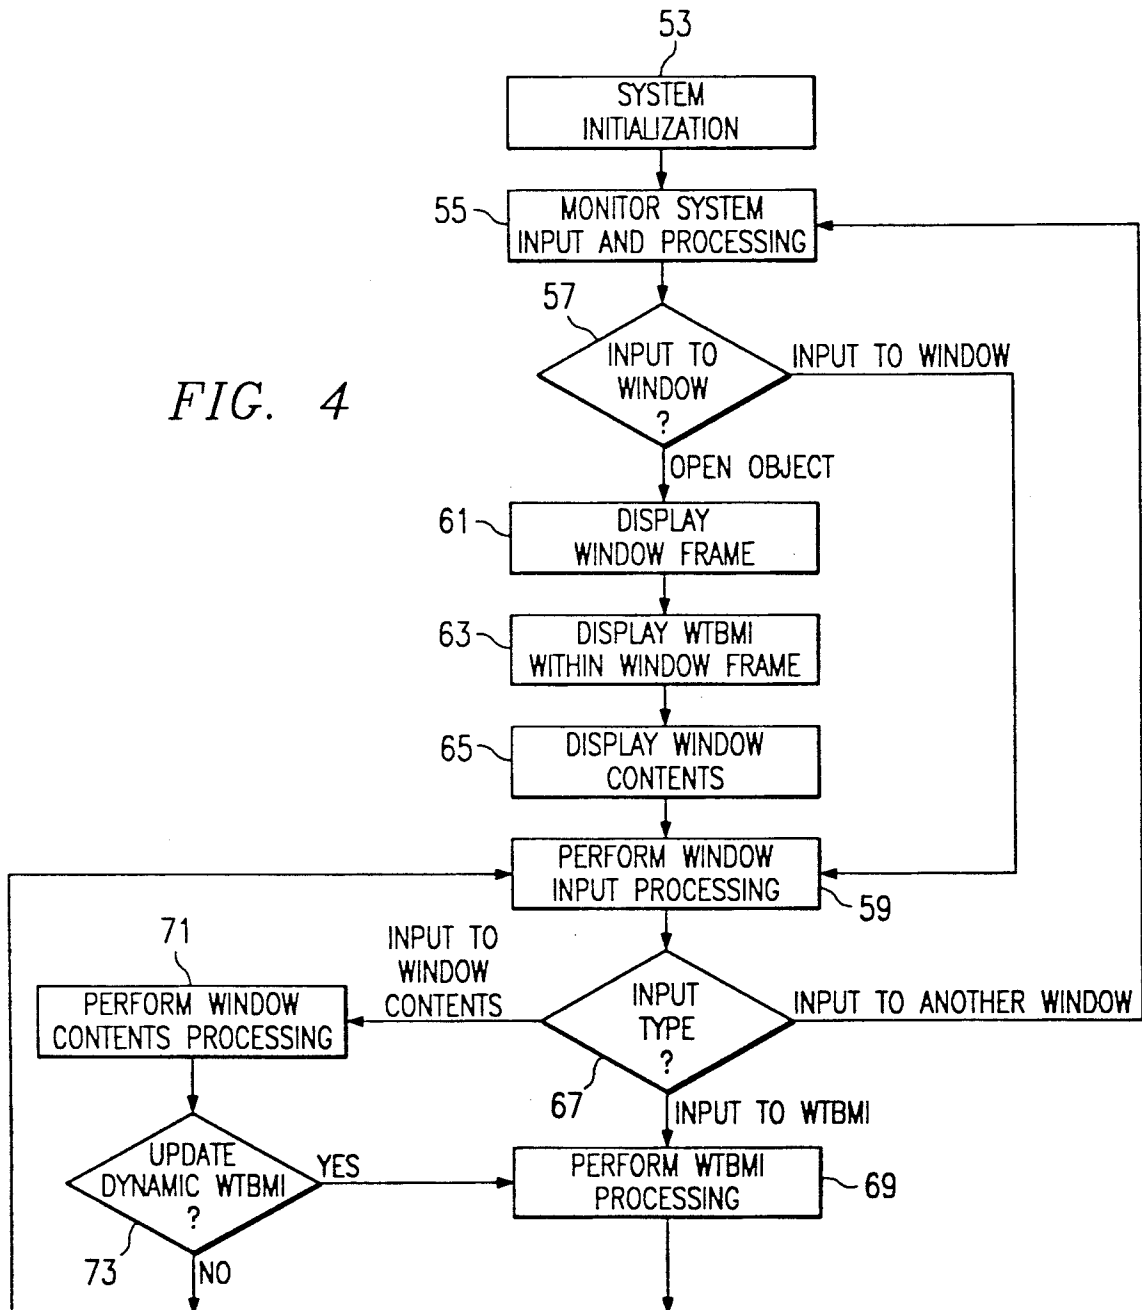 53
SYSTEM
INITIALIZATION
55
MONITOR SYSTEM
INPUT AND PROCESSING
57
INPUT TO
WINDOW
?
INPUT TO WINDOW
FIG. 4
OPEN OBJECT
61
DISPLAY
WINDOW FRAME
63
DISPLAY WTBMI
WITHIN WINDOW FRAME
65
DISPLAY WINDOW
CONTENTS
PERFORM WINDOW
INPUT PROCESSING
59
71
INPUT TO
WINDOW
CONTENTS
PERFORM WINDOW
CONTENTS PROCESSING
INPUT
TYPE
?
INPUT TO ANOTHER WINDOW
67
INPUT TO WTBMI
UPDATE
DYNAMIC WTBMI
?
YES
PERFORM WTBMI
PROCESSING
69
73
NO